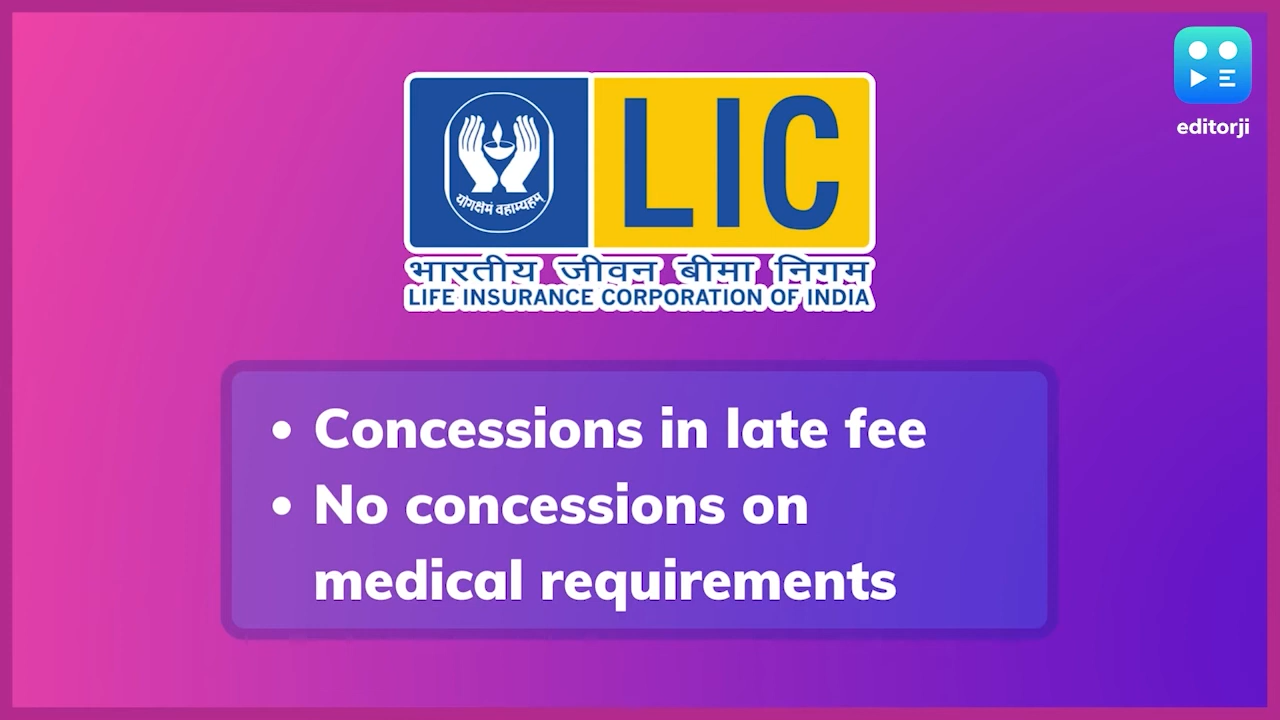 editorji
LIC
योगक्षेमं वहाम्यहम्
भारतीय जीवन बीमा निगम
LIFE INSURANCE CORPORATION OF INDIA
• Concessions in late fee
• No concessions on
medical requirements